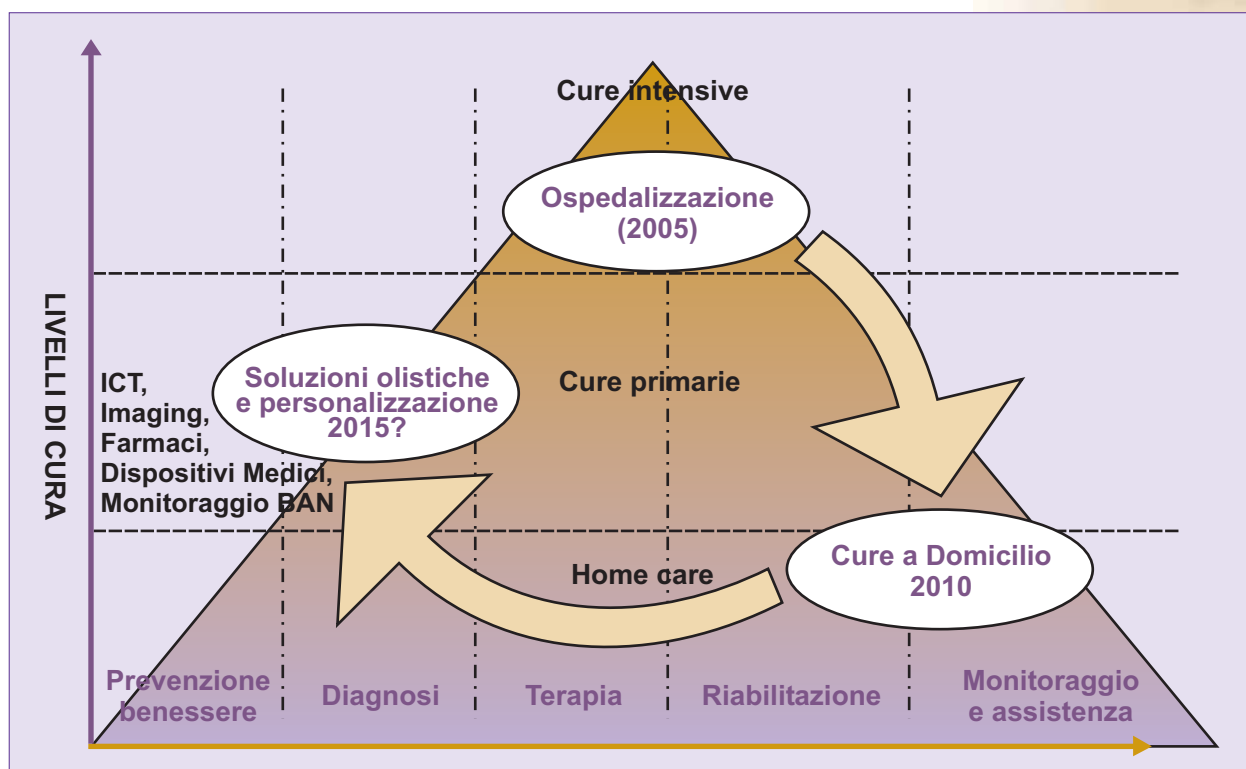 Cure intensive
Ospedalizzazione
(2005)
LIVELLI DI CURA
ICT,
Imaging,
Farmaci,
Dispositivi Medici,
Monitoraggio BAN
Soluzioni olistiche
e personalizzazione
2015?
Cure primarie
Home care
Cure a Domicilio
2010
Prevenzione
benessere
Diagnosi
Terapia
Riabilitazione
Monitoraggio
e assistenza